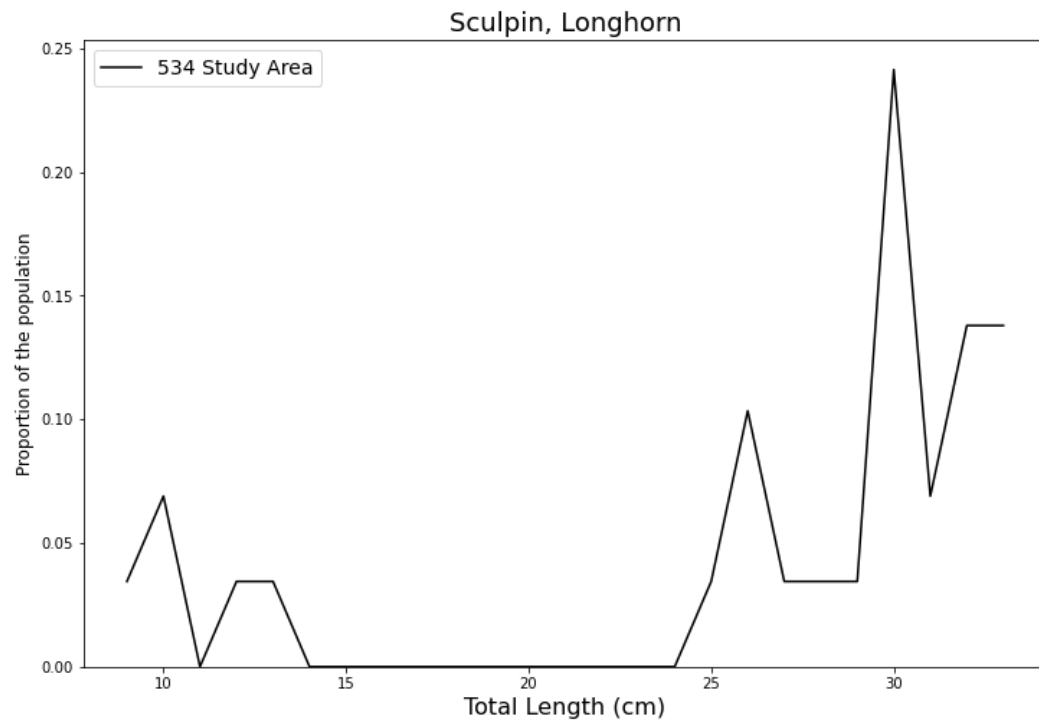 Sculpin, Longhorn
534 Study Area
Proportion of the population
0.25
0.20
0.15
0.10
0.05
0.00
10
15
20
25
30
Total Length (cm)